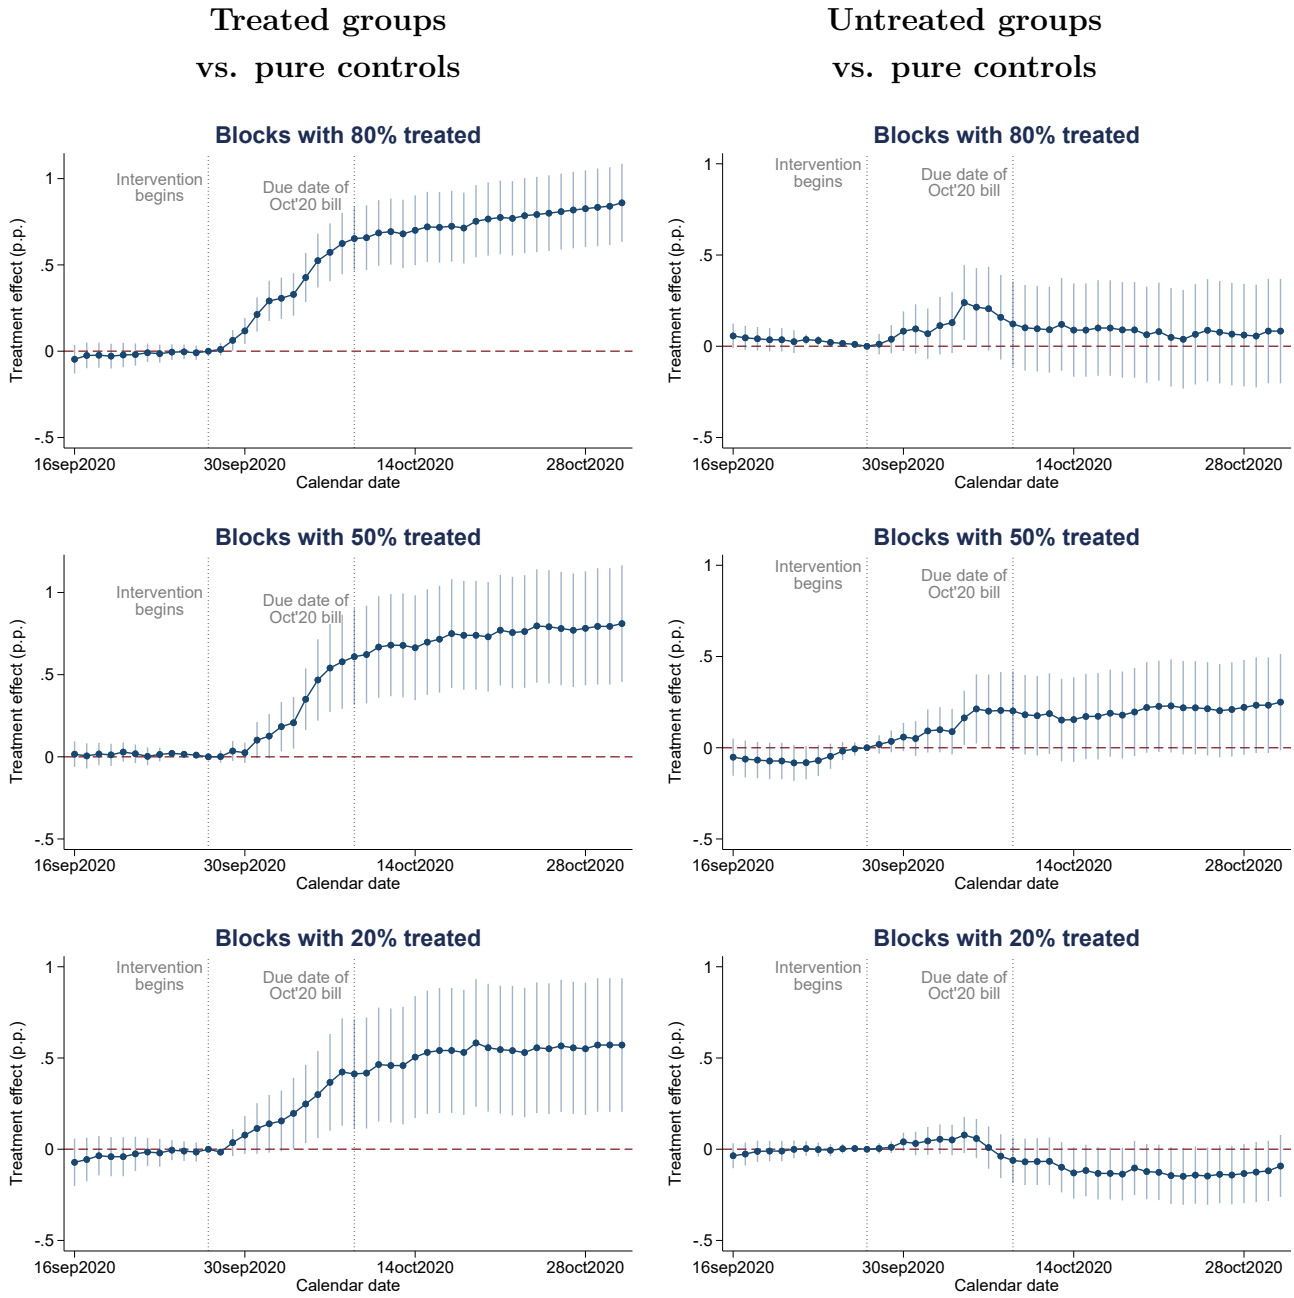 Treated groups
vs. pure controls
Untreated groups
vs. pure controls
Blocks with 80% treated
Intervention
begins
Due date of
Oct'20 bill
Treatment effect (p.p.)
1
.5
0
-.5
16sep2020 30sep2020 14oct2020 28oct2020
Calendar date
Blocks with 80% treated
Intervention
begins
Due date of
Oct'20 bill
Treatment effect (p.p.)
1
.5
0
-.5
16sep2020 30sep2020 14oct2020 28oct2020
Calendar date
Blocks with 50% treated
Intervention
begins
Due date of
Oct'20 bill
Treatment effect (p.p.)
1
.5
0
-.5
16sep2020 30sep2020 14oct2020 28oct2020
Calendar date
Blocks with 50% treated
Intervention
begins
Due date of
Oct'20 bill
Treatment effect (p.p.)
1
.5
0
-.5
16sep2020 30sep2020 14oct2020 28oct2020
Calendar date
Blocks with 20% treated
Intervention
begins
Due date of
Oct'20 bill
Treatment effect (p.p.)
1
.5
0
-.5
16sep2020 30sep2020 14oct2020 28oct2020
Calendar date
Blocks with 20% treated
Intervention
begins
Due date of
Oct'20 bill
Treatment effect (p.p.)
1
.5
0
-.5
16sep2020 30sep2020 14oct2020 28oct2020
Calendar date